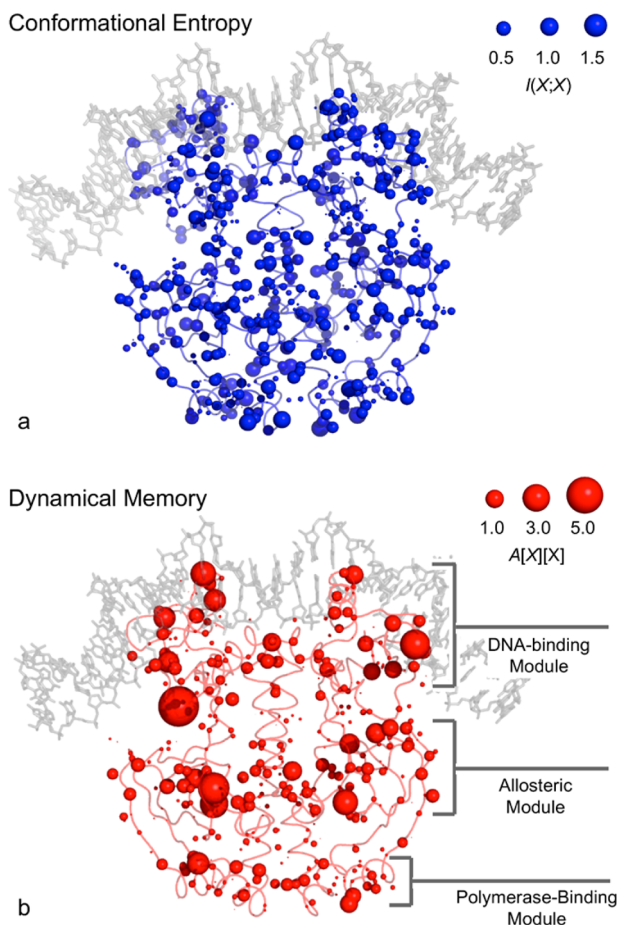 Conformational Entropy
0.5 1.0 1.5
I(X;X)
a
Dynamical Memory
1.0 3.0 5.0
A[X][X]
DNA-binding
Module
Allosteric
Module
Polymerase-Binding
Module
b